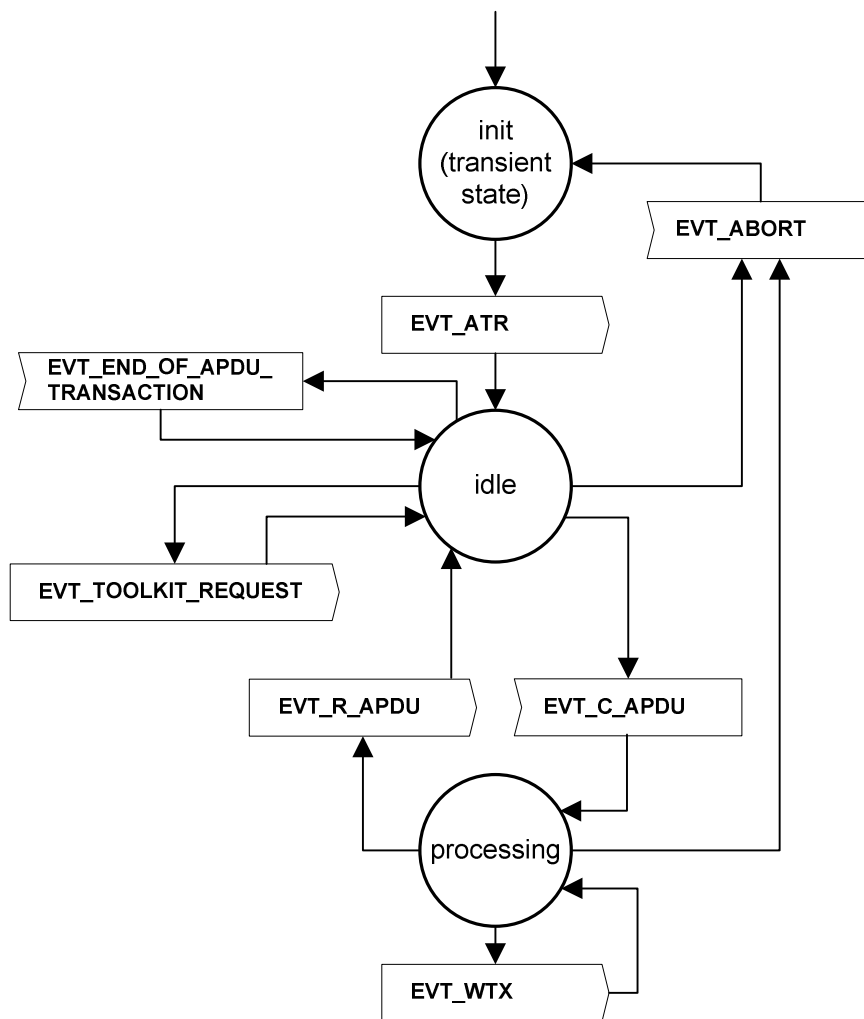 init
(transient
state)
EVT_ABORT
EVT_ATR
EVT_END_OF_APDU_
TRANSACTION
idle
EVT_TOOLKIT_REQUEST
EVT_R_APDU
EVT_C_APDU
processing
EVT_WTX